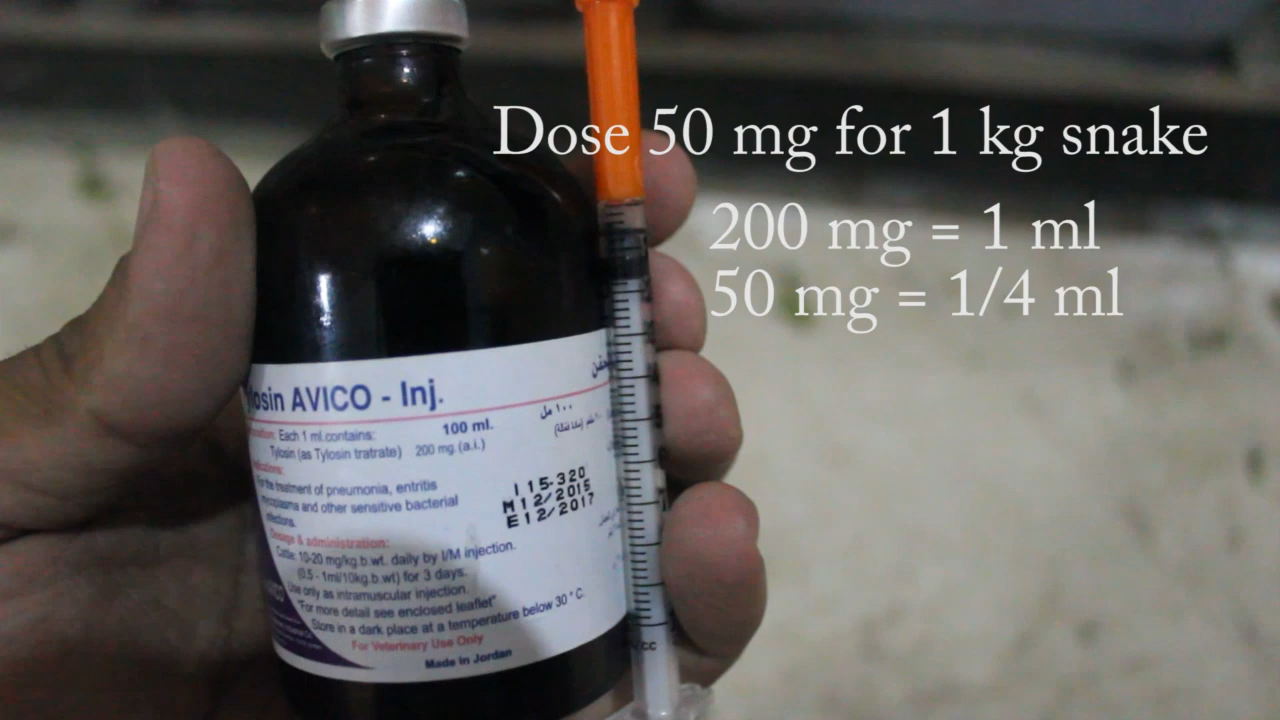 Dose 50 mg for 1 kg snake
200 mg = 1 ml
50 mg = 1/4 ml
AVICO - Inj.
Each 1 ml.contains: 100 ml.
١٠٠ مل
Tylosin (as Tylosin tratrate) 200 mg.(a.i.)
For the treatment of pneumonia, entritis
mycoplasma and other sensitive bacterial
infections.
I 15-320
M12/2015
E12/2017
Dosage & administration:
Cattle: 10-20 mg/kg.b.wt. daily by I/M injection.
(0.5 - 1ml/10kg.b.wt) for 3 days.
Use only as intramuscular injection.
"For more detail see enclosed leaflet"
Store in a dark place at a temperature below 30 ° C.
For Veterinary Use Only
Made in Jordan
cc